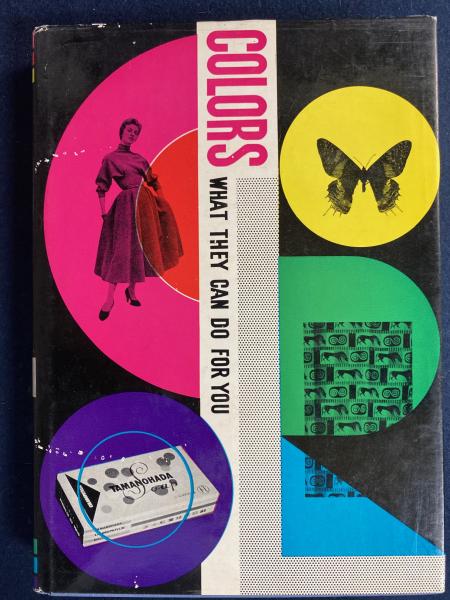 COLORS
WHAT THEY CAN DO FOR YOU
TAMANOHADA